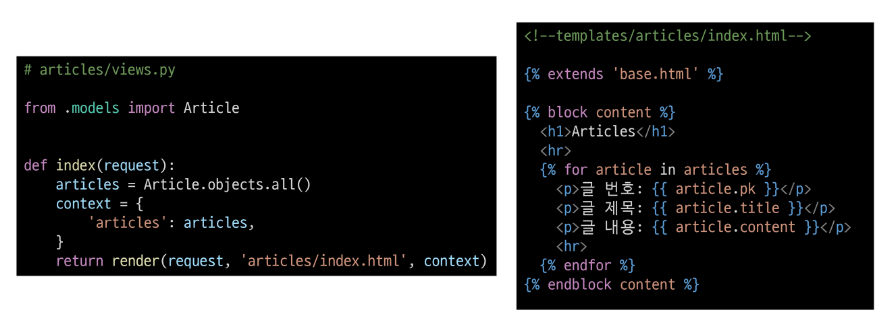 # articles/views.py
from .models import Article
def index(request):
    articles = Article.objects.all()
    context = {
        'articles': articles,
    }
    return render(request, 'articles/index.html', context)
<!--templates/articles/index.html-->
{% extends 'base.html' %}
{% block content %}
  <h1>Articles</h1>
  <hr>
  {% for article in articles %}
    <p>글 번호: {{ article.pk }}</p>
    <p>글 제목: {{ article.title }}</p>
    <p>글 내용: {{ article.content }}</p>
    <hr>
  {% endfor %}
{% endblock content %}